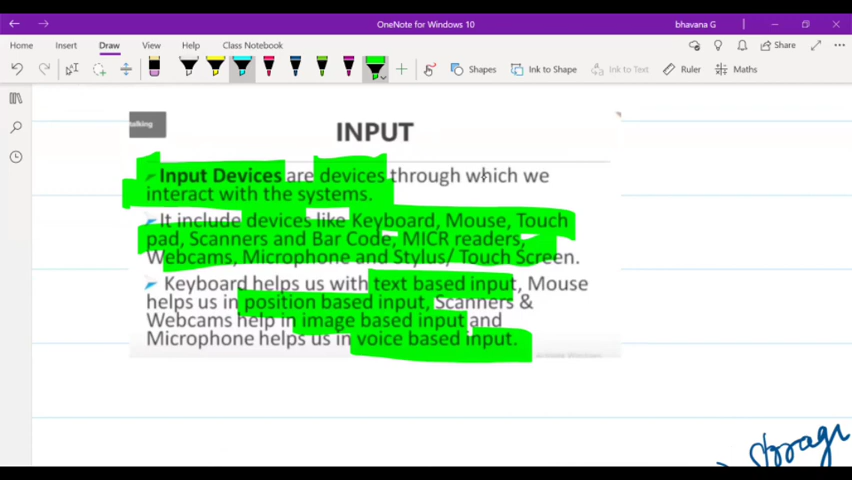 OneNote for Windows 10
bhavana G
Home Insert Draw View Help Class Notebook
Share
Shapes Ink to Shape Ink to Text Ruler Maths
alking
INPUT
Input Devices are devices through which we
interact with the systems.
It include devices like Keyboard, Mouse, Touch
pad, Scanners and Bar Code, MICR readers,
Webcams, Microphone and Stylus/ Touch Screen.
Keyboard helps us with text based input, Mouse
helps us in position based input, Scanners &
Webcams help in image based input and
Microphone helps us in voice based input.